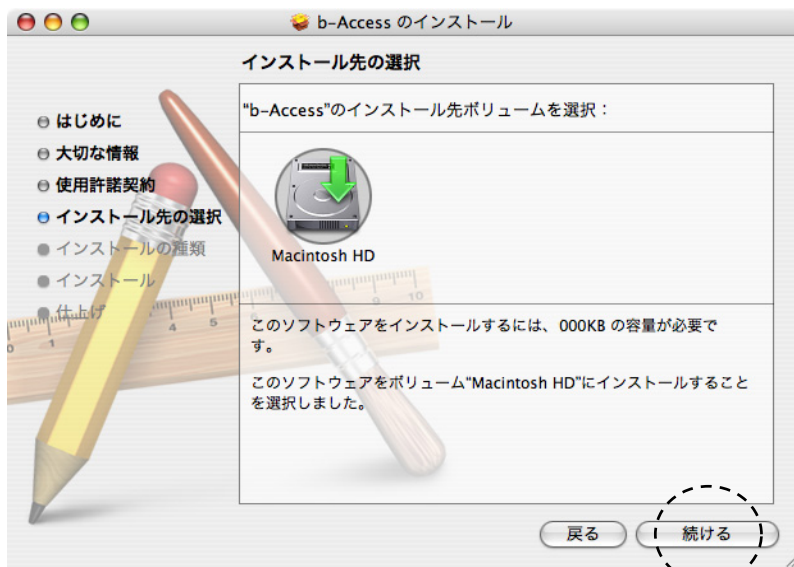 b-Access のインストール
インストール先の選択
はじめに
大切な情報
使用許諾契約
インストール先の選択
インストールの種類
インストール
仕上げ
"b-Access"のインストール先ボリュームを選択：
Macintosh HD
このソフトウェアをインストールするには、000KB の容量が必要で
す。
このソフトウェアをボリューム“Macintosh HD”にインストールすること
を選択しました。
0 1 4 5 9 10
戻る
続ける